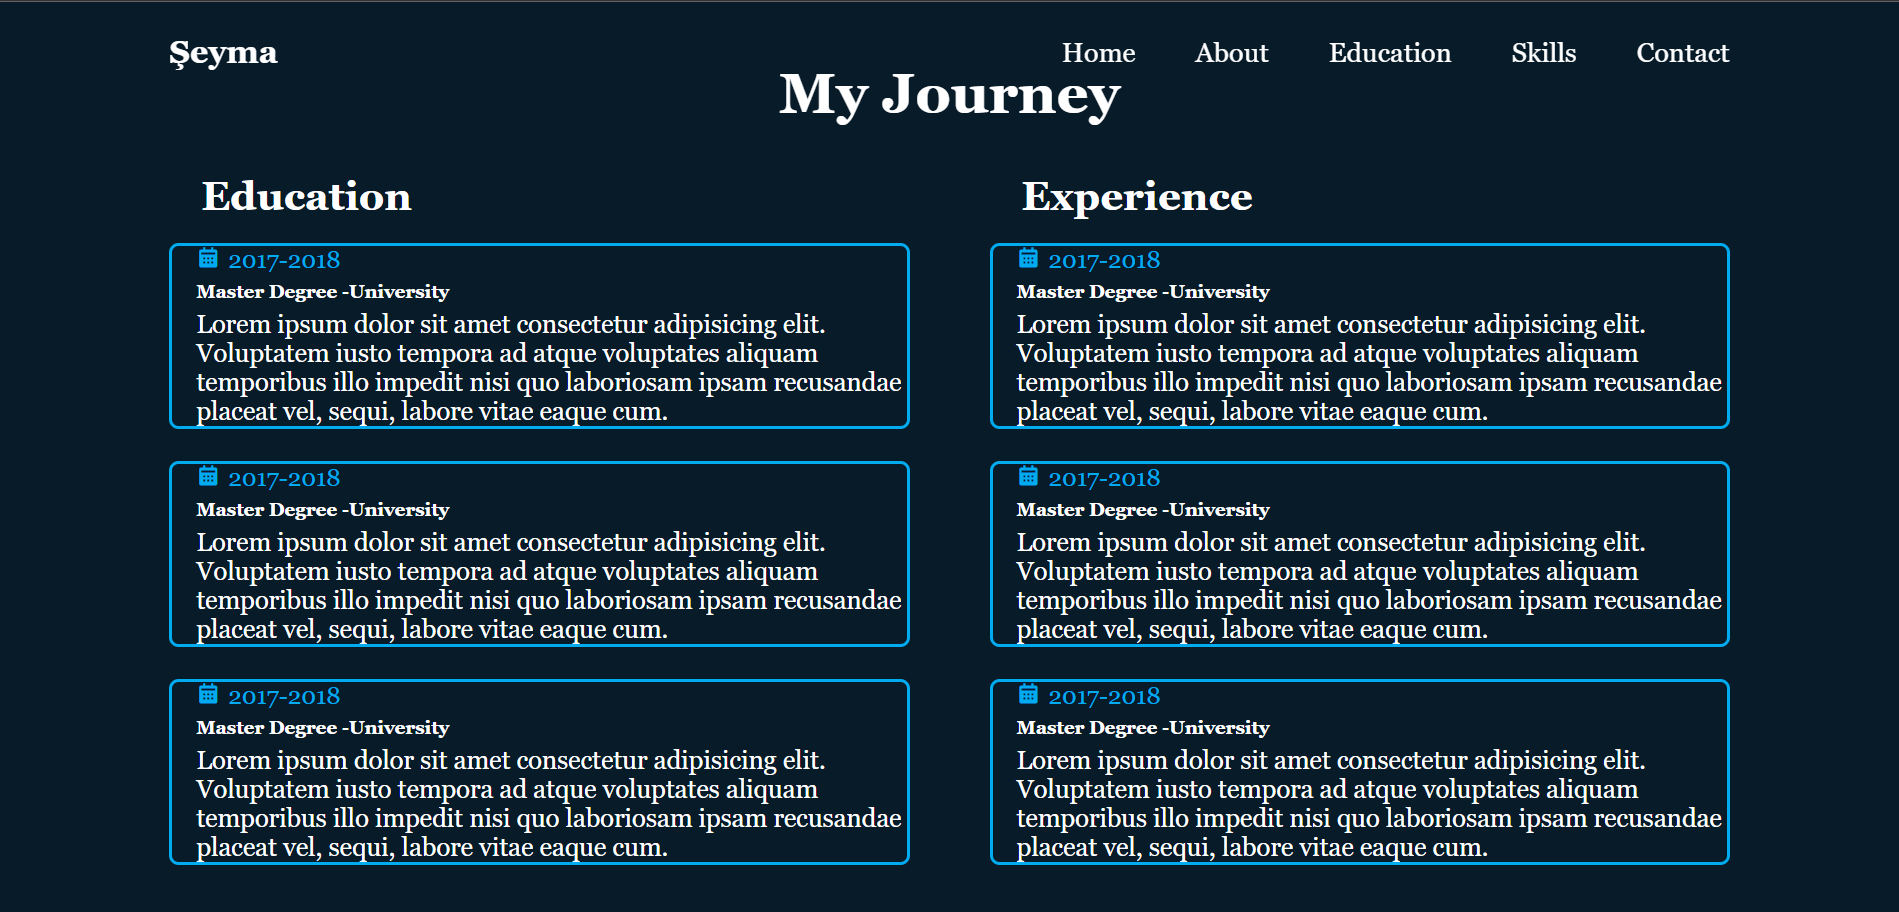 Şeyma
Home About Education Skills Contact
My Journey
Education
2017-2018
Master Degree -University
Lorem ipsum dolor sit amet consectetur adipisicing elit.
Voluptatem iusto tempora ad atque voluptates aliquam
temporibus illo impedit nisi quo laboriosam ipsam recusandae
placeat vel, sequi, labore vitae eaque cum.
2017-2018
Master Degree -University
Lorem ipsum dolor sit amet consectetur adipisicing elit.
Voluptatem iusto tempora ad atque voluptates aliquam
temporibus illo impedit nisi quo laboriosam ipsam recusandae
placeat vel, sequi, labore vitae eaque cum.
2017-2018
Master Degree -University
Lorem ipsum dolor sit amet consectetur adipisicing elit.
Voluptatem iusto tempora ad atque voluptates aliquam
temporibus illo impedit nisi quo laboriosam ipsam recusandae
placeat vel, sequi, labore vitae eaque cum.
Experience
2017-2018
Master Degree -University
Lorem ipsum dolor sit amet consectetur adipisicing elit.
Voluptatem iusto tempora ad atque voluptates aliquam
temporibus illo impedit nisi quo laboriosam ipsam recusandae
placeat vel, sequi, labore vitae eaque cum.
2017-2018
Master Degree -University
Lorem ipsum dolor sit amet consectetur adipisicing elit.
Voluptatem iusto tempora ad atque voluptates aliquam
temporibus illo impedit nisi quo laboriosam ipsam recusandae
placeat vel, sequi, labore vitae eaque cum.
2017-2018
Master Degree -University
Lorem ipsum dolor sit amet consectetur adipisicing elit.
Voluptatem iusto tempora ad atque voluptates aliquam
temporibus illo impedit nisi quo laboriosam ipsam recusandae
placeat vel, sequi, labore vitae eaque cum.